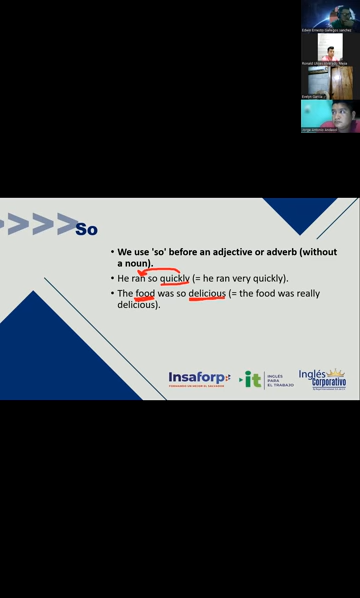 >>>>So
• We use 'so' before an adjective or adverb (without
a noun).
• He ran so quickly (= he ran very quickly).
• The food was so delicious (= the food was really
delicious).
Insaforp
it
INGLÉS
PARA
EL TRABAJO
Inglés
Corporativo